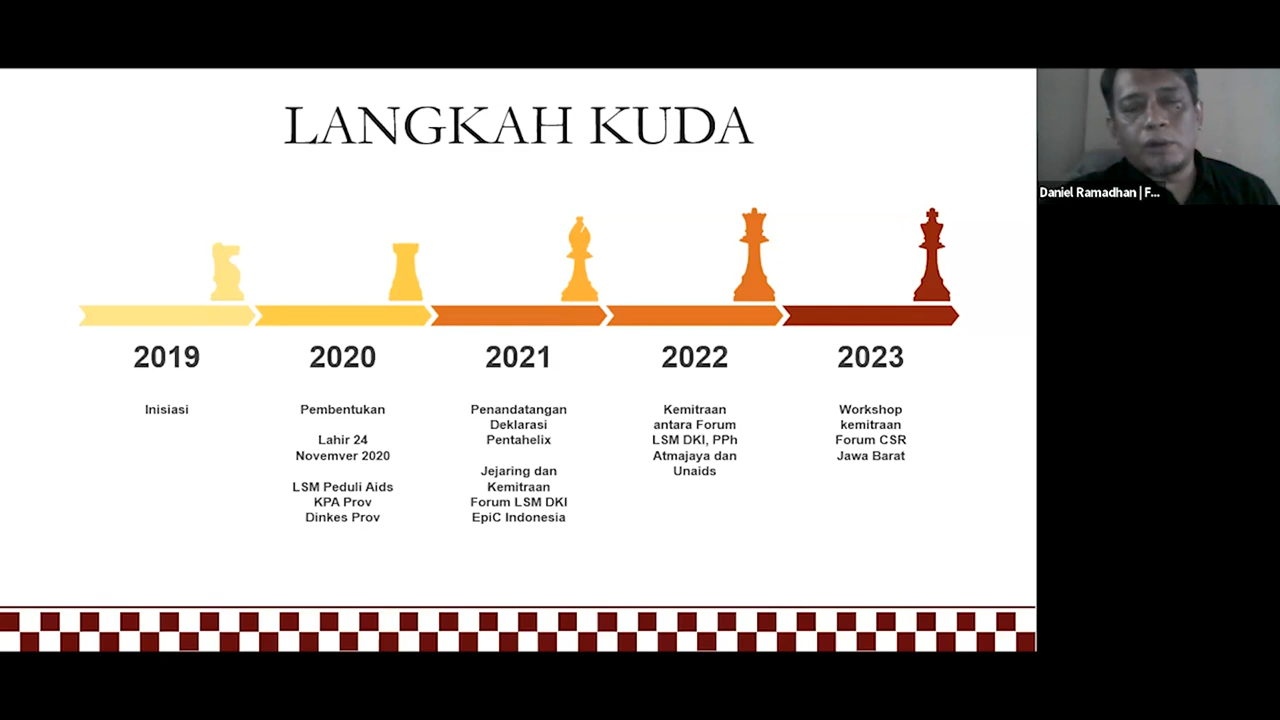 LANGKAH KUDA
Daniel Ramadhan | F...
2019
2020
2021
2022
2023
Inisiasi
Pembentukan
Lahir 24
Novemver 2020
LSM Peduli Aids
KPA Prov
Dinkes Prov
Penandatangan
Deklarasi
Pentahelix
Jejaring dan
Kemitraan
Forum LSM DKI
EpiC Indonesia
Kemitraan
antara Forum
LSM DKI, PPh
Atmajaya dan
Unaids
Workshop
kemitraan
Forum CSR
Jawa Barat